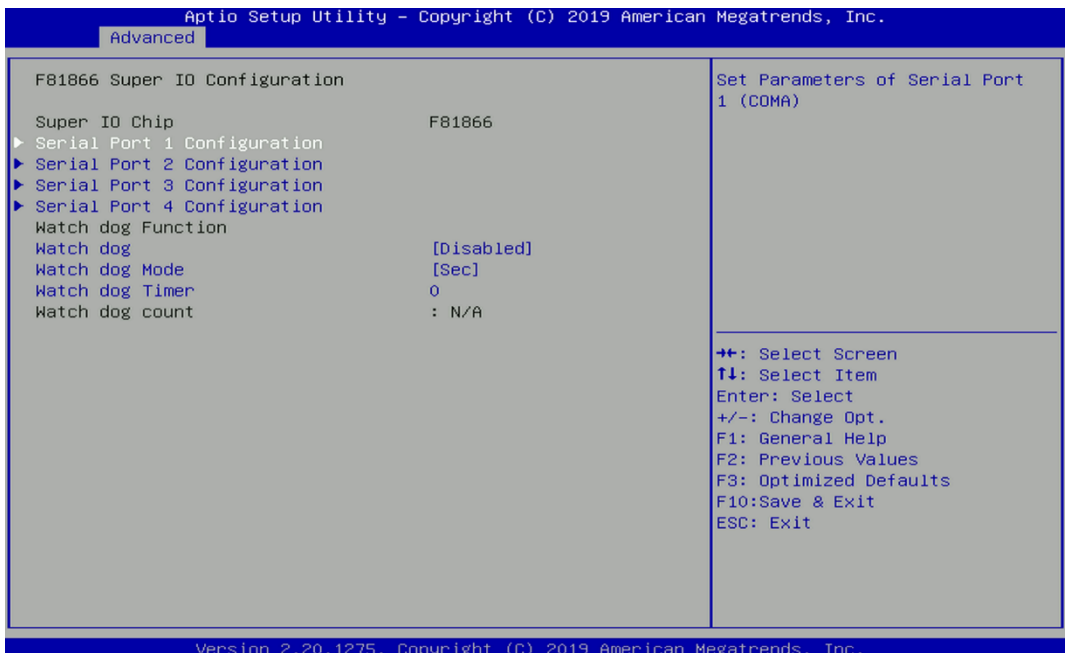 Aptio Setup Utility – Copyright (C) 2019 American Megatrends, Inc.
Advanced
F81866 Super IO Configuration
Super IO Chip F81866
▶ Serial Port 1 Configuration
▶ Serial Port 2 Configuration
▶ Serial Port 3 Configuration
▶ Serial Port 4 Configuration
Watch dog Function
Watch dog [Disabled]
Watch dog Mode [Sec]
Watch dog Timer 0
Watch dog count : N/A
Set Parameters of Serial Port
1 (COMA)
→←: Select Screen
↑↓: Select Item
Enter: Select
+/-: Change Opt.
F1: General Help
F2: Previous Values
F3: Optimized Defaults
F10:Save & Exit
ESC: Exit
Version 2.20.1275. Copyright (C) 2019 American Megatrends, Inc.